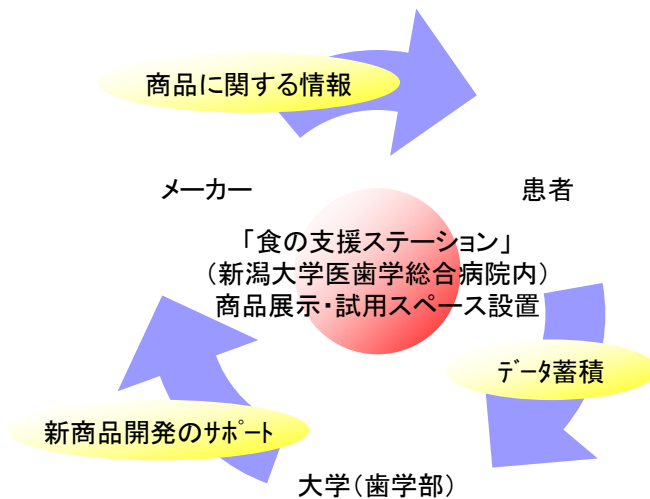 商品に関する情報
メーカー
患者
「食の支援ステーション」
(新潟大学医歯学総合病院内)
商品展示・試用スペース設置
ﾃﾞｰﾀ蓄積
新商品開発のｻﾎﾟｰﾄ
大学(歯学部)